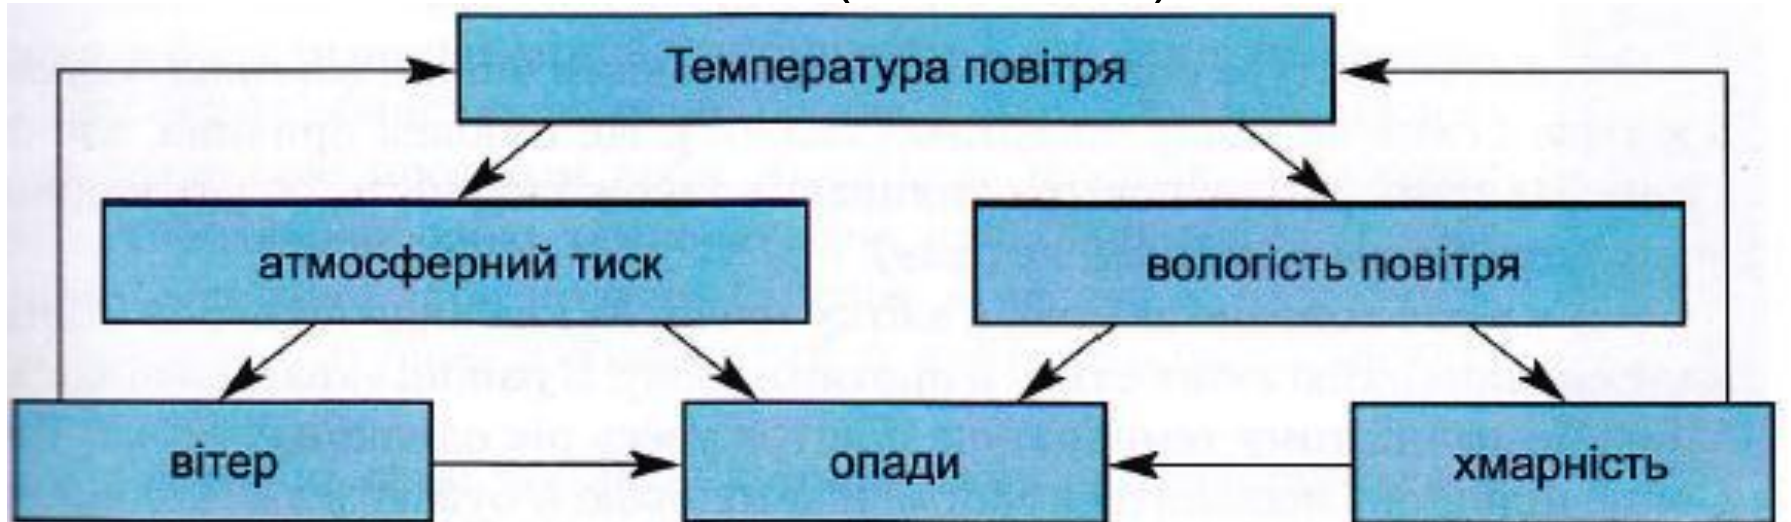 Температура повітря
атмосферний тиск
вологість повітря
вітер
опади
хмарність